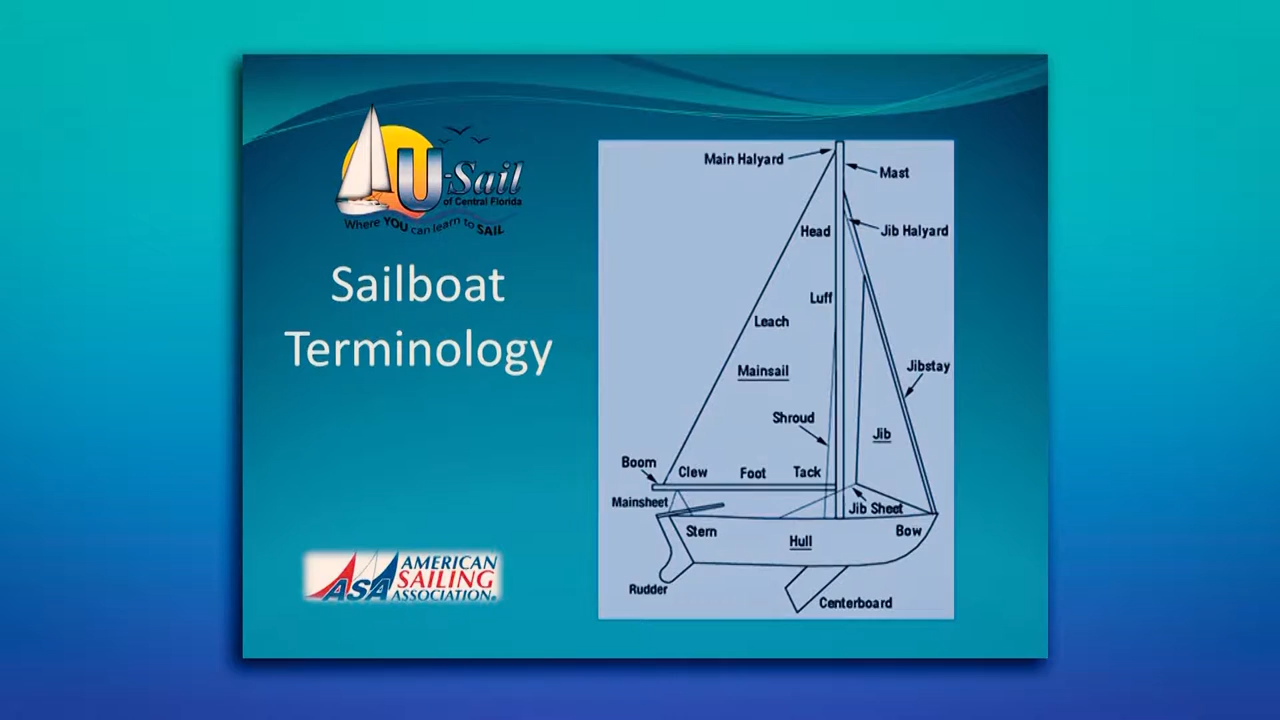 U-Sail
of Central Florida
Where YOU can learn to SAIL
Sailboat
Terminology
ASA
AMERICAN
SAILING
ASSOCIATION®
Main Halyard
Mast
Head
Jib Halyard
Luff
Leach
Mainsail
Jibstay
Shroud
Jib
Boom
Clew
Foot
Tack
Mainsheet
Jib Sheet
Stern
Hull
Bow
Rudder
Centerboard